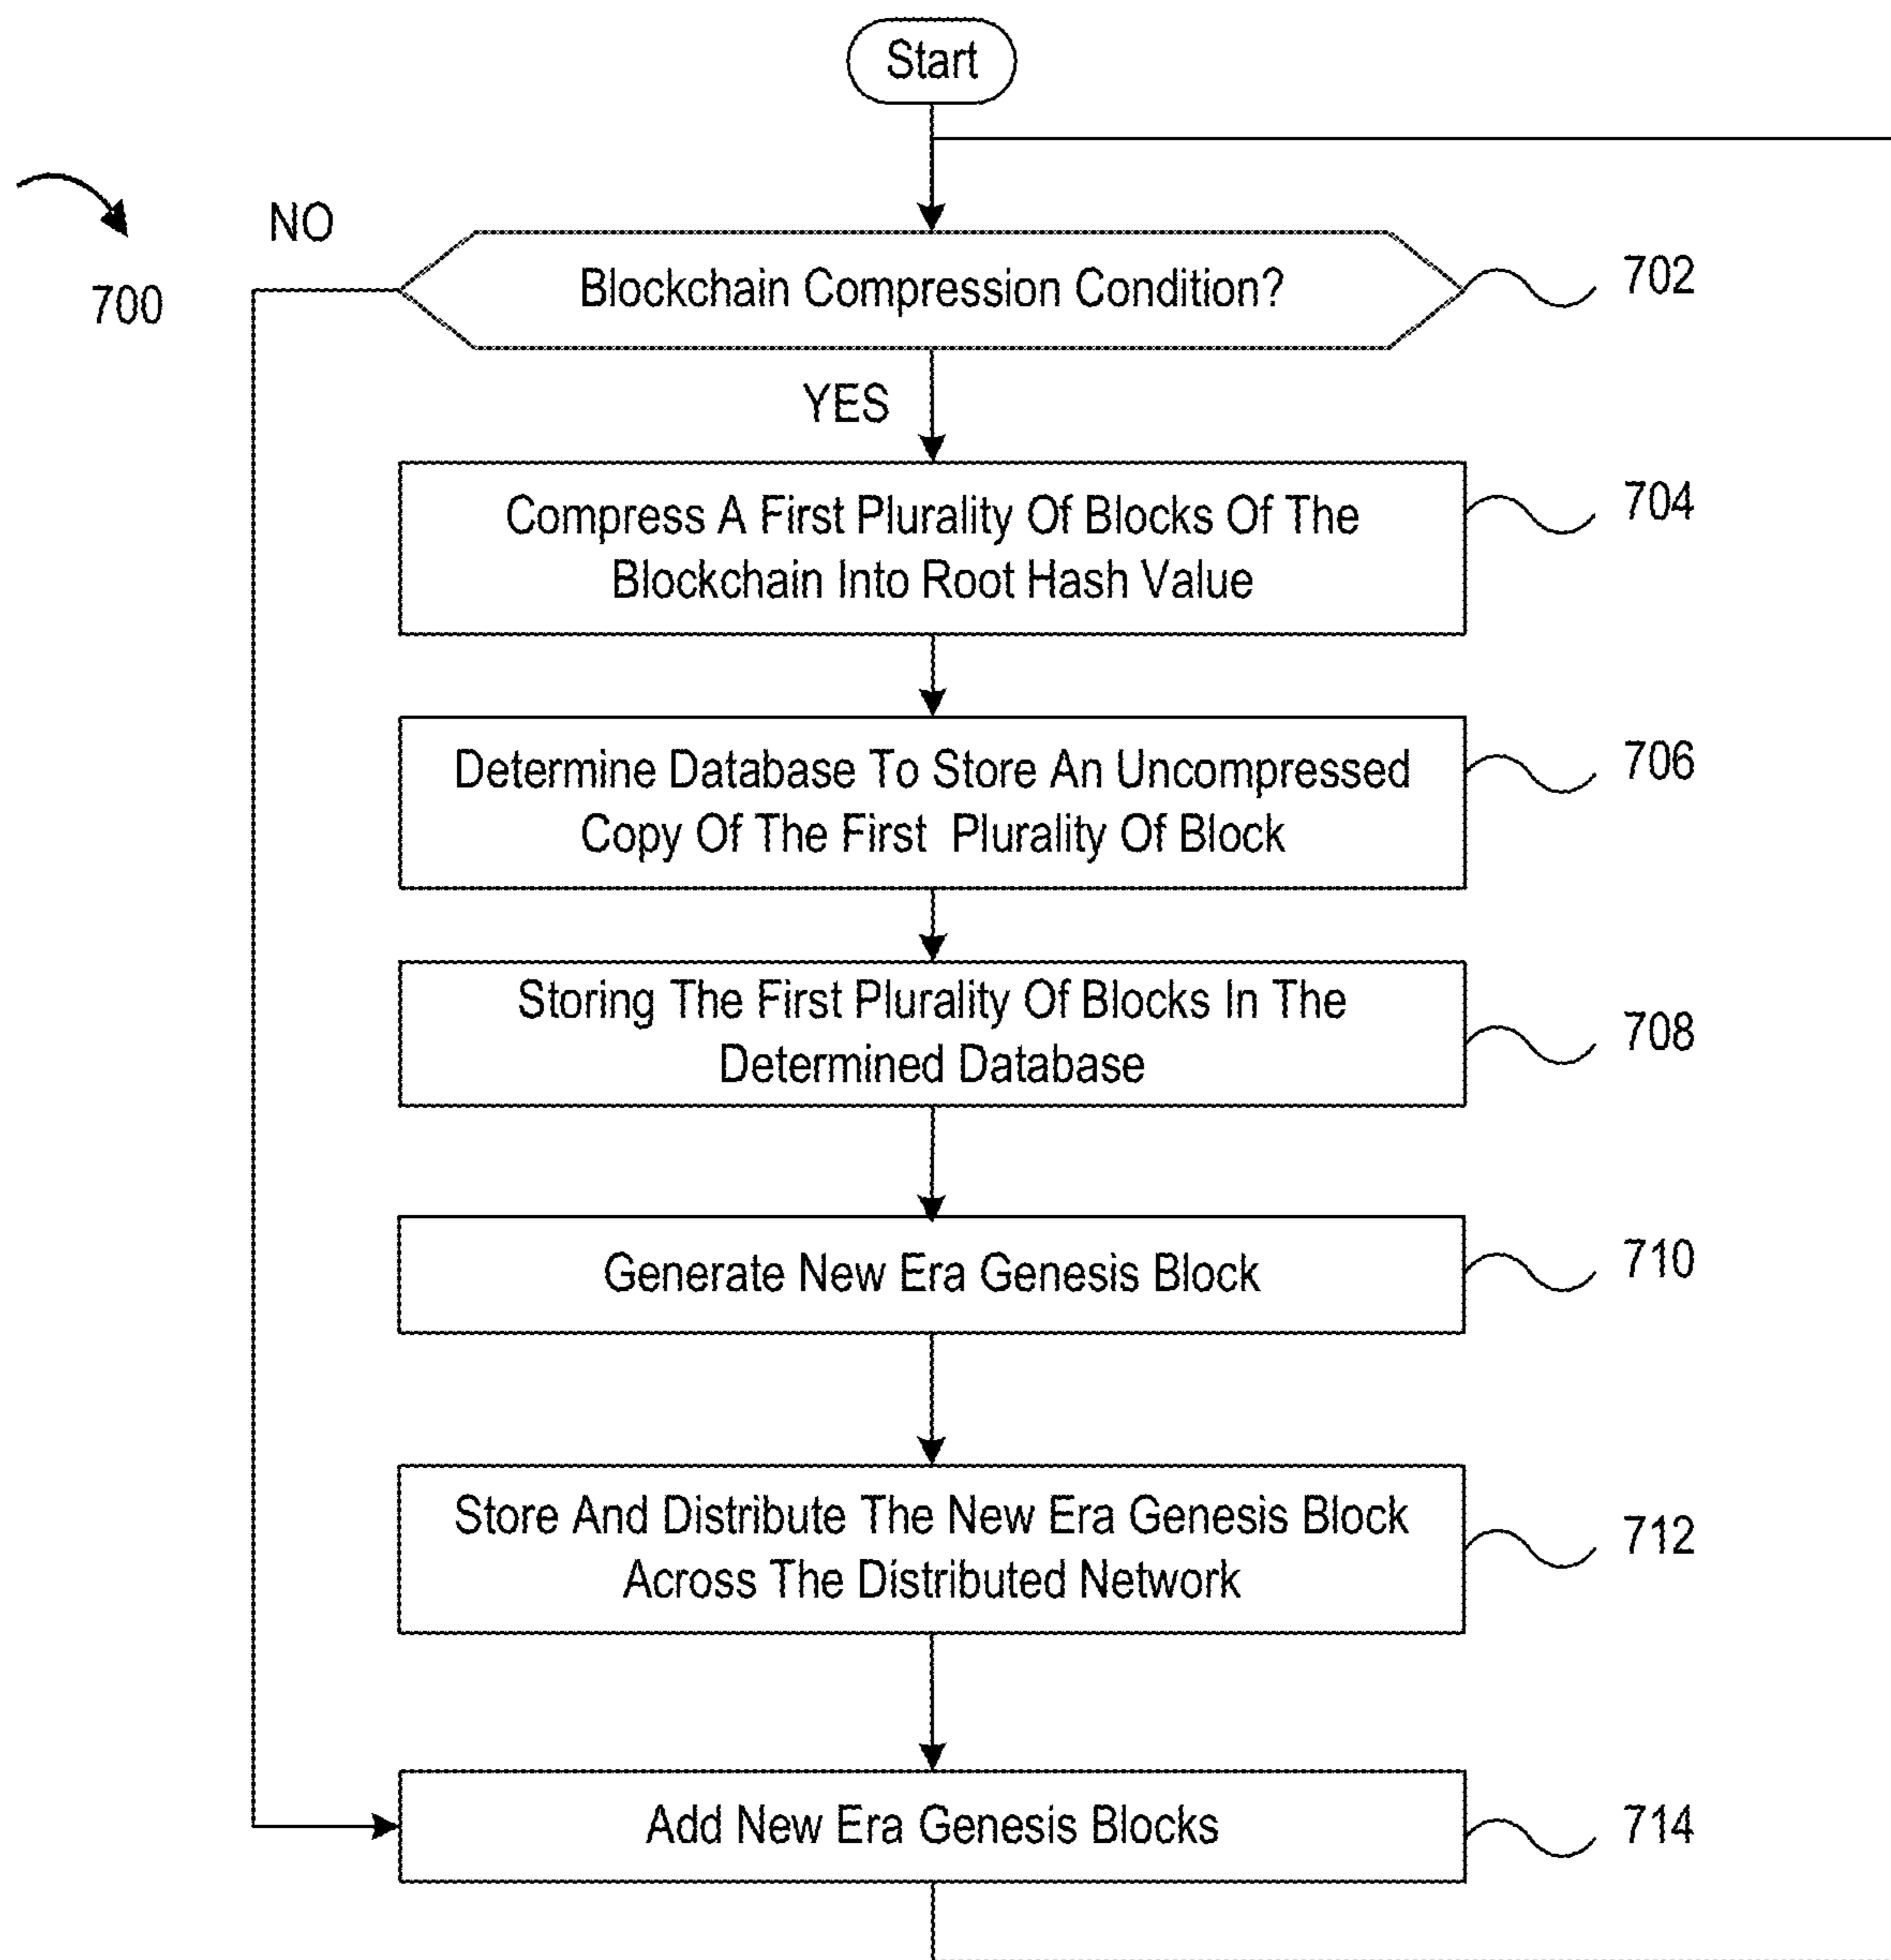 Start
NO
700
Blockchain Compression Condition?
702
YES
Compress A First Plurality Of Blocks Of The
Blockchain Into Root Hash Value
704
Determine Database To Store An Uncompressed
Copy Of The First Plurality Of Block
706
Storing The First Plurality Of Blocks In The
Determined Database
708
Generate New Era Genesis Block
710
Store And Distribute The New Era Genesis Block
Across The Distributed Network
712
Add New Era Genesis Blocks
714